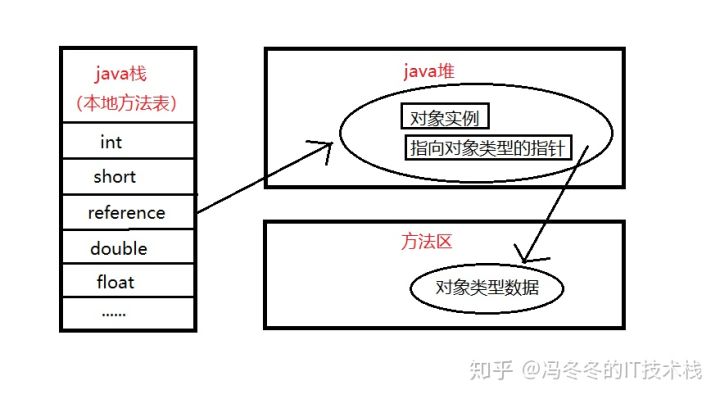 java栈
（本地方法表）
int
short
reference
double
float
......
java堆
对象实例
指向对象类型的指针
方法区
对象类型数据
知乎 @冯冬冬的IT技术栈